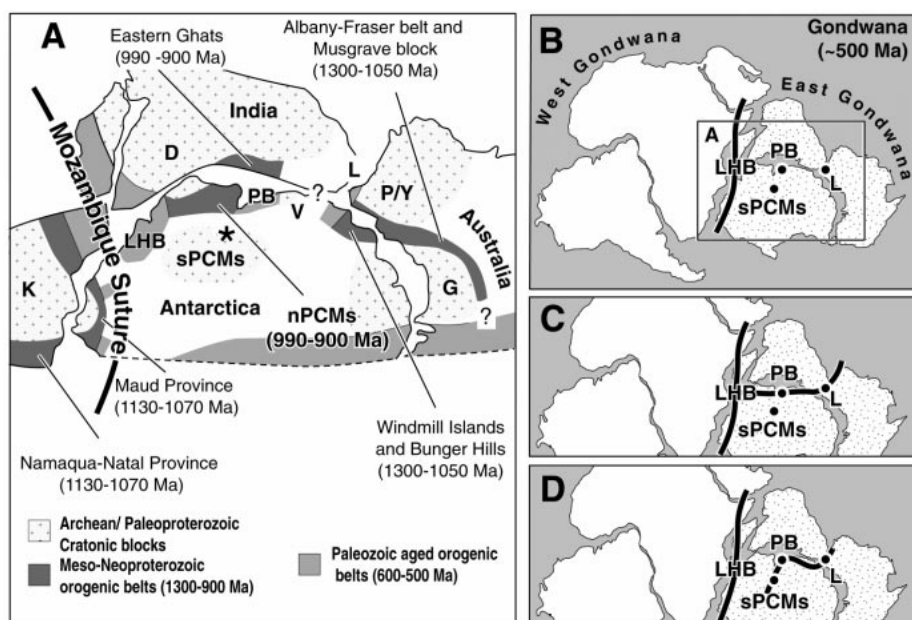 A
Eastern Ghats
(990 -900 Ma)
Albany-Fraser belt and
Musgrave block
(1300-1050 Ma)
India
Mozambique Suture
D
L
PB
?
V
P/Y
Australia
LHB
*
sPCMs
K
Antarctica
G
nPCMs
(990-900 Ma)
?
Maud Province
(1130-1070 Ma)
Windmill Islands
and Bunger Hills
(1300-1050 Ma)
Namaqua-Natal Province
(1130-1070 Ma)
Archean/ Paleoproterozoic
Cratonic blocks
Meso-Neoproterozoic
orogenic belts (1300-900 Ma)
Paleozoic aged orogenic
belts (600-500 Ma)
B
Gondwana
(~500 Ma)
West Gondwana
East Gondwana
A
PB
LHB
L
sPCMs
C
PB
LHB
L
sPCMs
D
PB
LHB
L
sPCMs